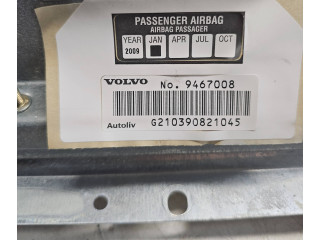 PASSENGER AIRBAG
AIRBAG PASSAGER
YEAR JAN APR JUL OCT
2009
VOLVO No. 9467008
Autoliv G210390821045